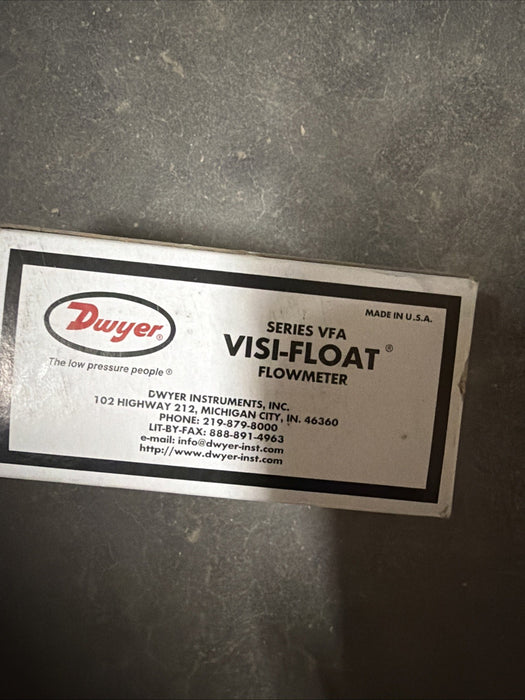 Dwyer®
The low pressure people®
MADE IN U.S.A.
SERIES VFA
VISI-FLOAT®
FLOWMETER
DWYER INSTRUMENTS, INC.
102 HIGHWAY 212, MICHIGAN CITY, IN. 46360
PHONE: 219-879-8000
LIT-BY-FAX: 888-891-4963
e-mail: info@dwyer-inst.com
http://www.dwyer-inst.com